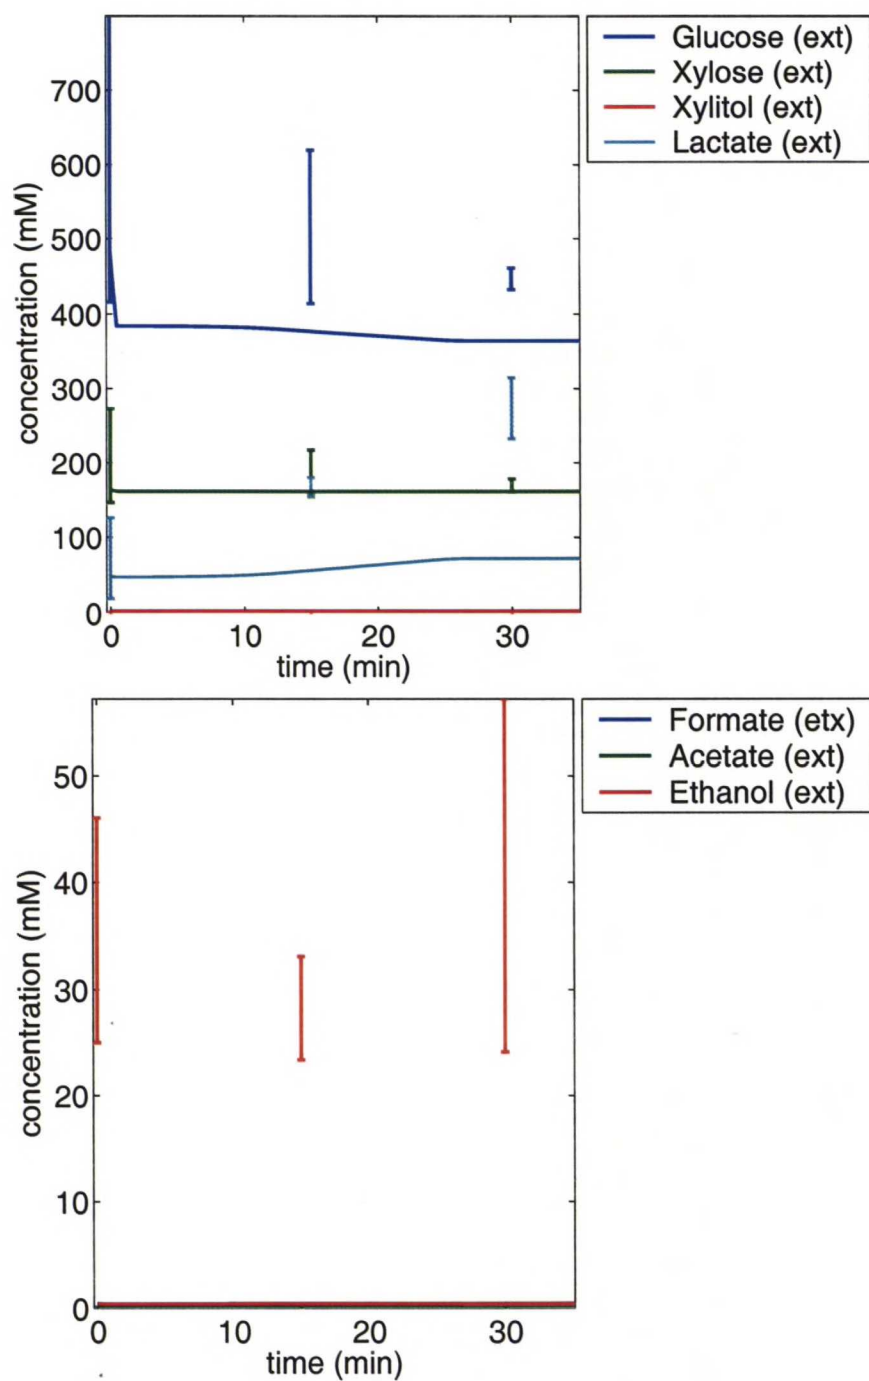 Glucose (ext)
Xylose (ext)
Xylitol (ext)
Lactate (ext)
concentration (mM)
700
600
500
400
300
200
100
0
0
10
20
30
time (min)
Formate (etx)
Acetate (ext)
Ethanol (ext)
concentration (mM)
50
40
30
20
10
0
0
10
20
30
time (min)